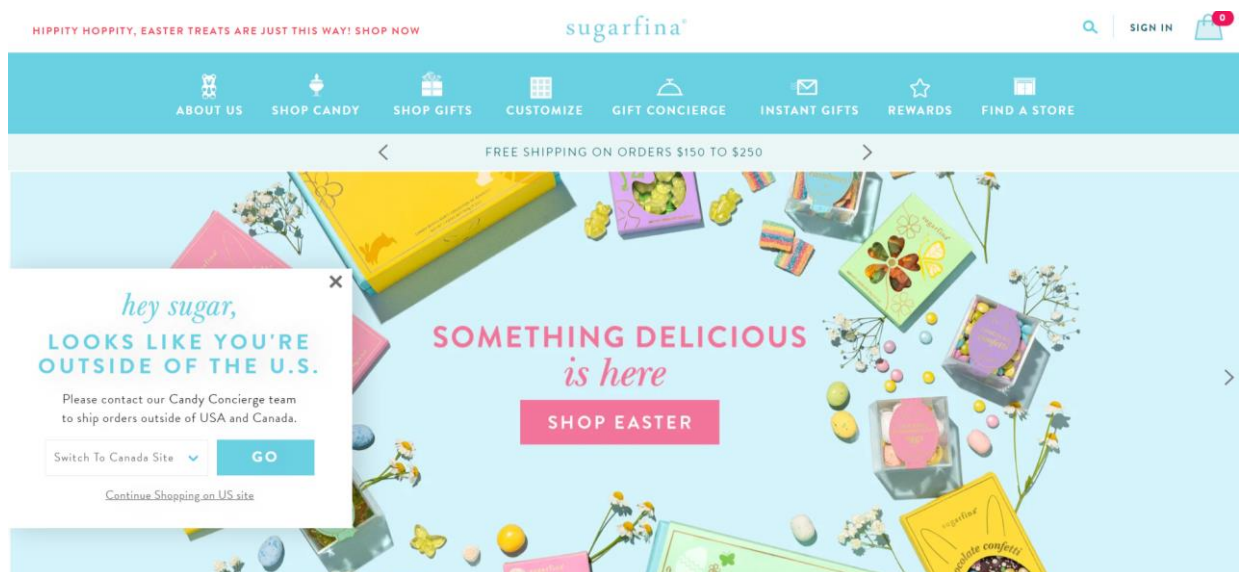 HIPPITY HOPPITY, EASTER TREATS ARE JUST THIS WAY! SHOP NOW
sugarfina®
SIGN IN
0
ABOUT US
SHOP CANDY
SHOP GIFTS
CUSTOMIZE
GIFT CONCIERGE
INSTANT GIFTS
REWARDS
FIND A STORE
FREE SHIPPING ON ORDERS $150 TO $250
sugarfina
hey sugar,
LOOKS LIKE YOU'RE
OUTSIDE OF THE U.S.
Please contact our Candy Concierge team
to ship orders outside of USA and Canada.
Switch To Canada Site
GO
Continue Shopping on US site
SOMETHING DELICIOUS
is here
SHOP EASTER
confetti
sugarfina
chocolate confetti